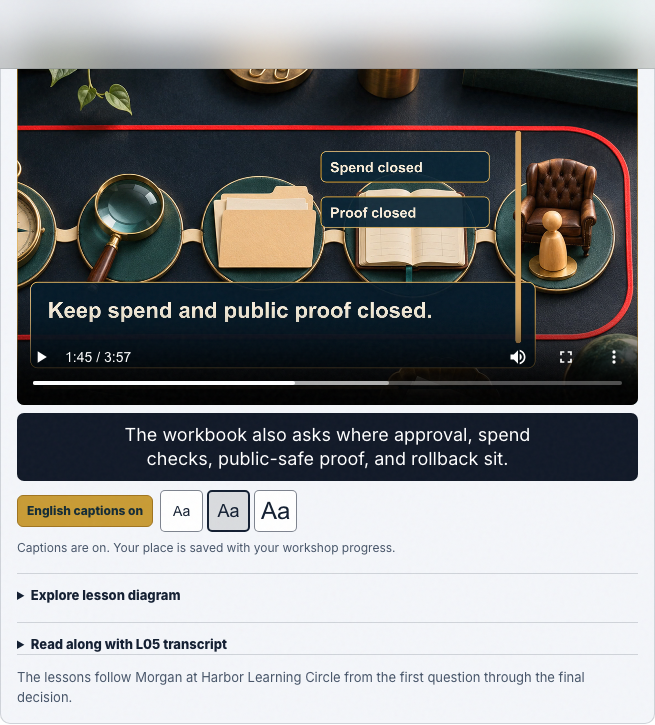 Spend closed
Proof closed
Keep spend and public proof closed.
1:45 / 3:57
The workbook also asks where approval, spend
checks, public-safe proof, and rollback sit.
English captions on
Aa
Aa
Aa
Captions are on. Your place is saved with your workshop progress.
Explore lesson diagram
Read along with L05 transcript
The lessons follow Morgan at Harbor Learning Circle from the first question through the final
decision.